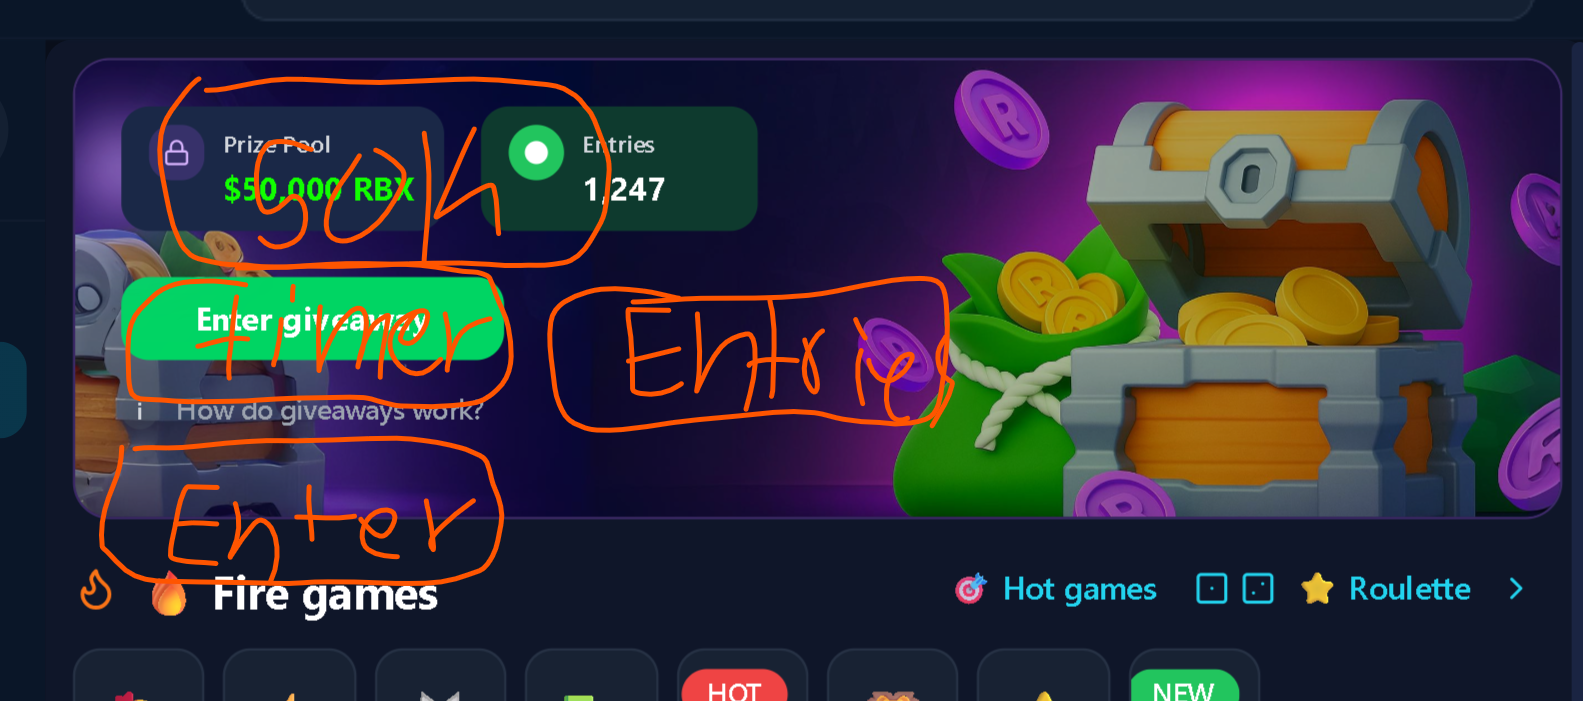 Prize Pool
$50,000 RBX
Entries
1,247
50k
Enter giveaway
timer
Entries
i How do giveaways work?
Enter
Fire games
Hot games
Roulette
HOT
NEW
R
R
R
R